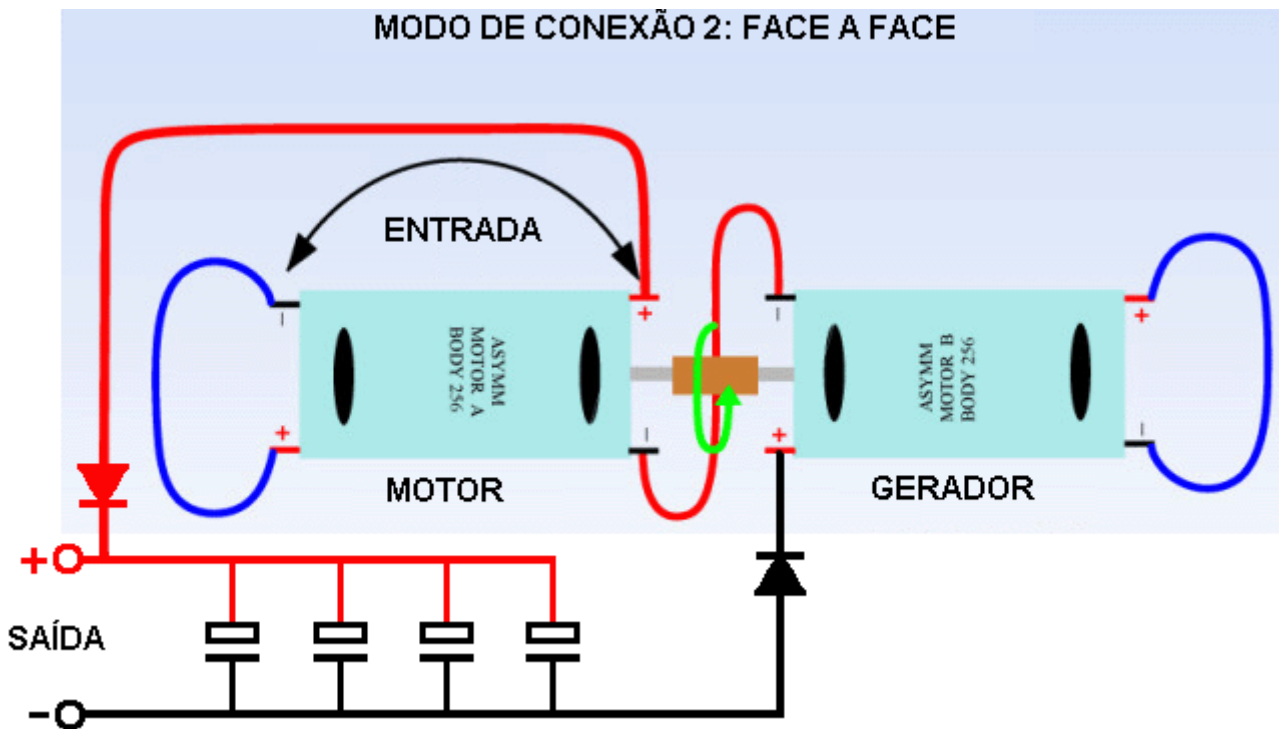 MODO DE CONEXÃO 2: FACE A FACE
ENTRADA
-
+
-
+
ASYMM
MOTOR A
BODY 256
ASYMM
MOTOR B
BODY 256
+
-
+
-
MOTOR
GERADOR
+
SAÍDA
-